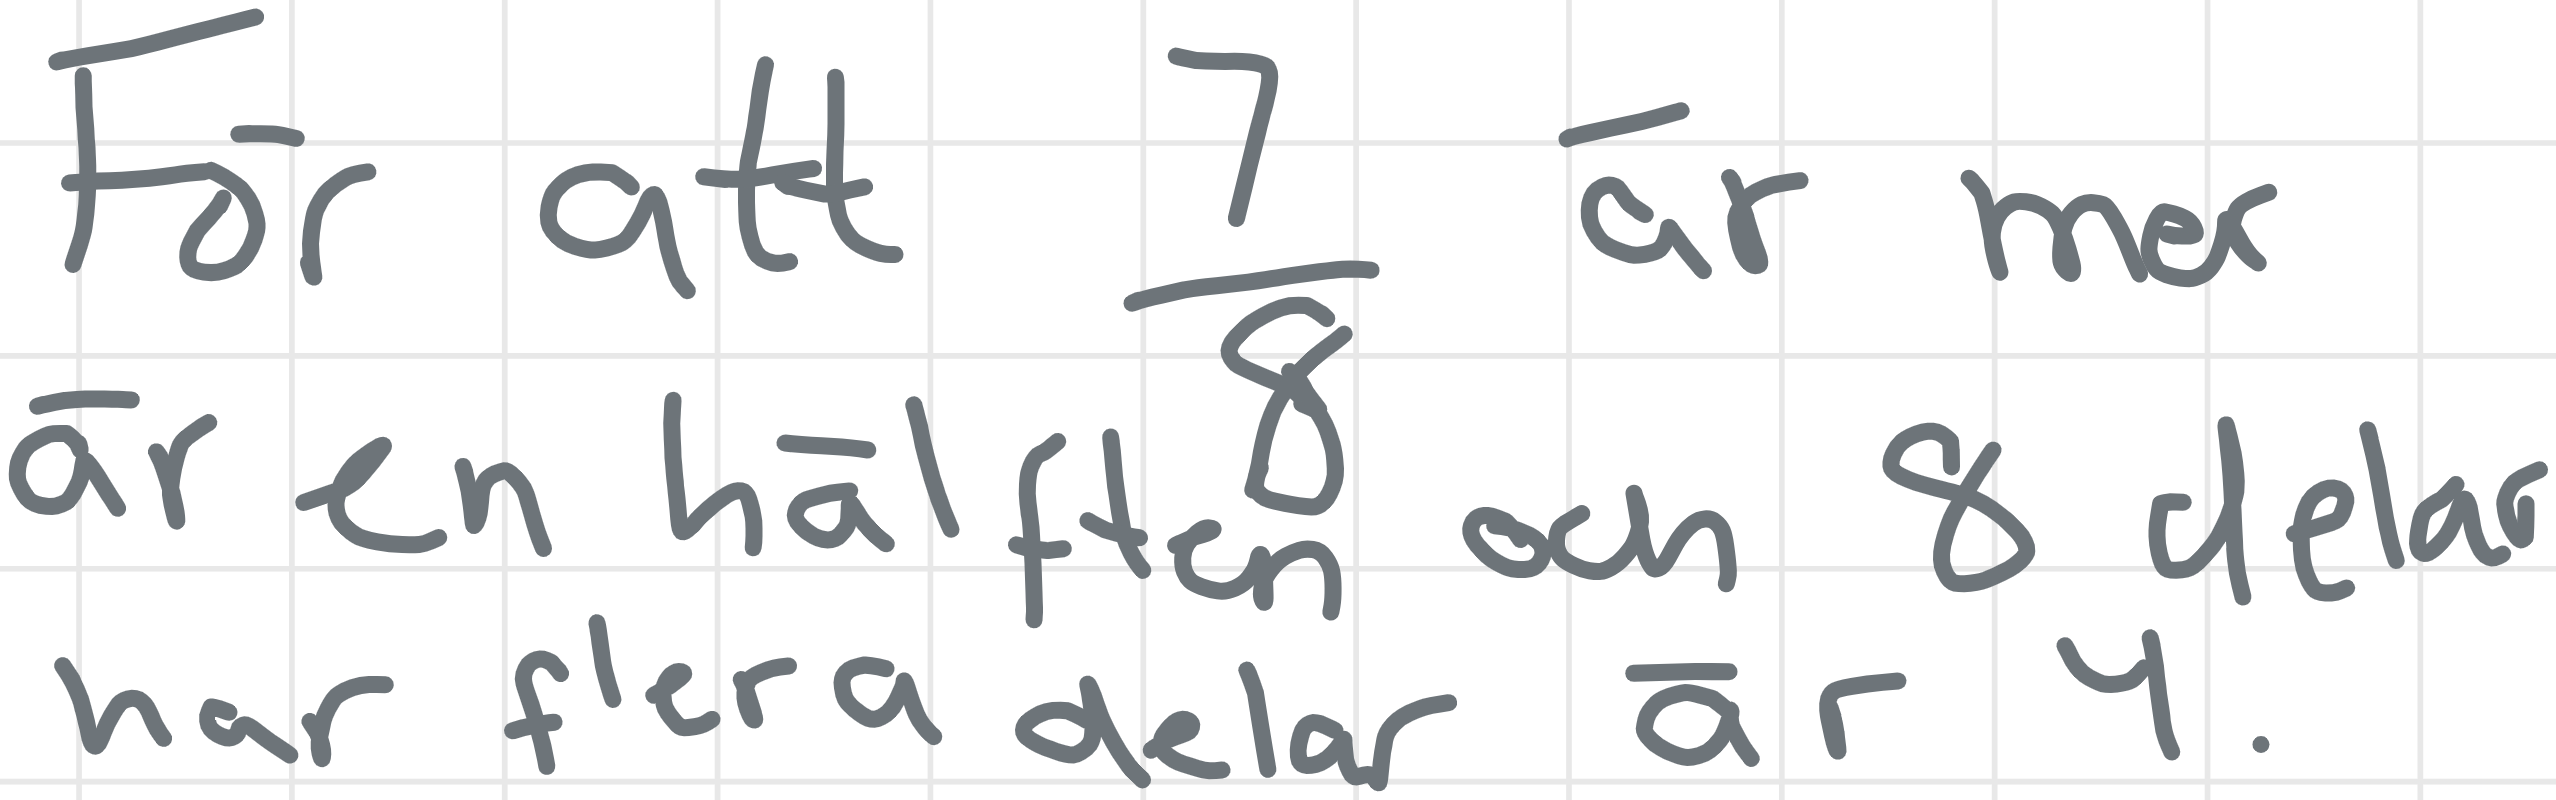 För att 7/8 är mer
är en hälften och 8 delar
har flera delar är 4.